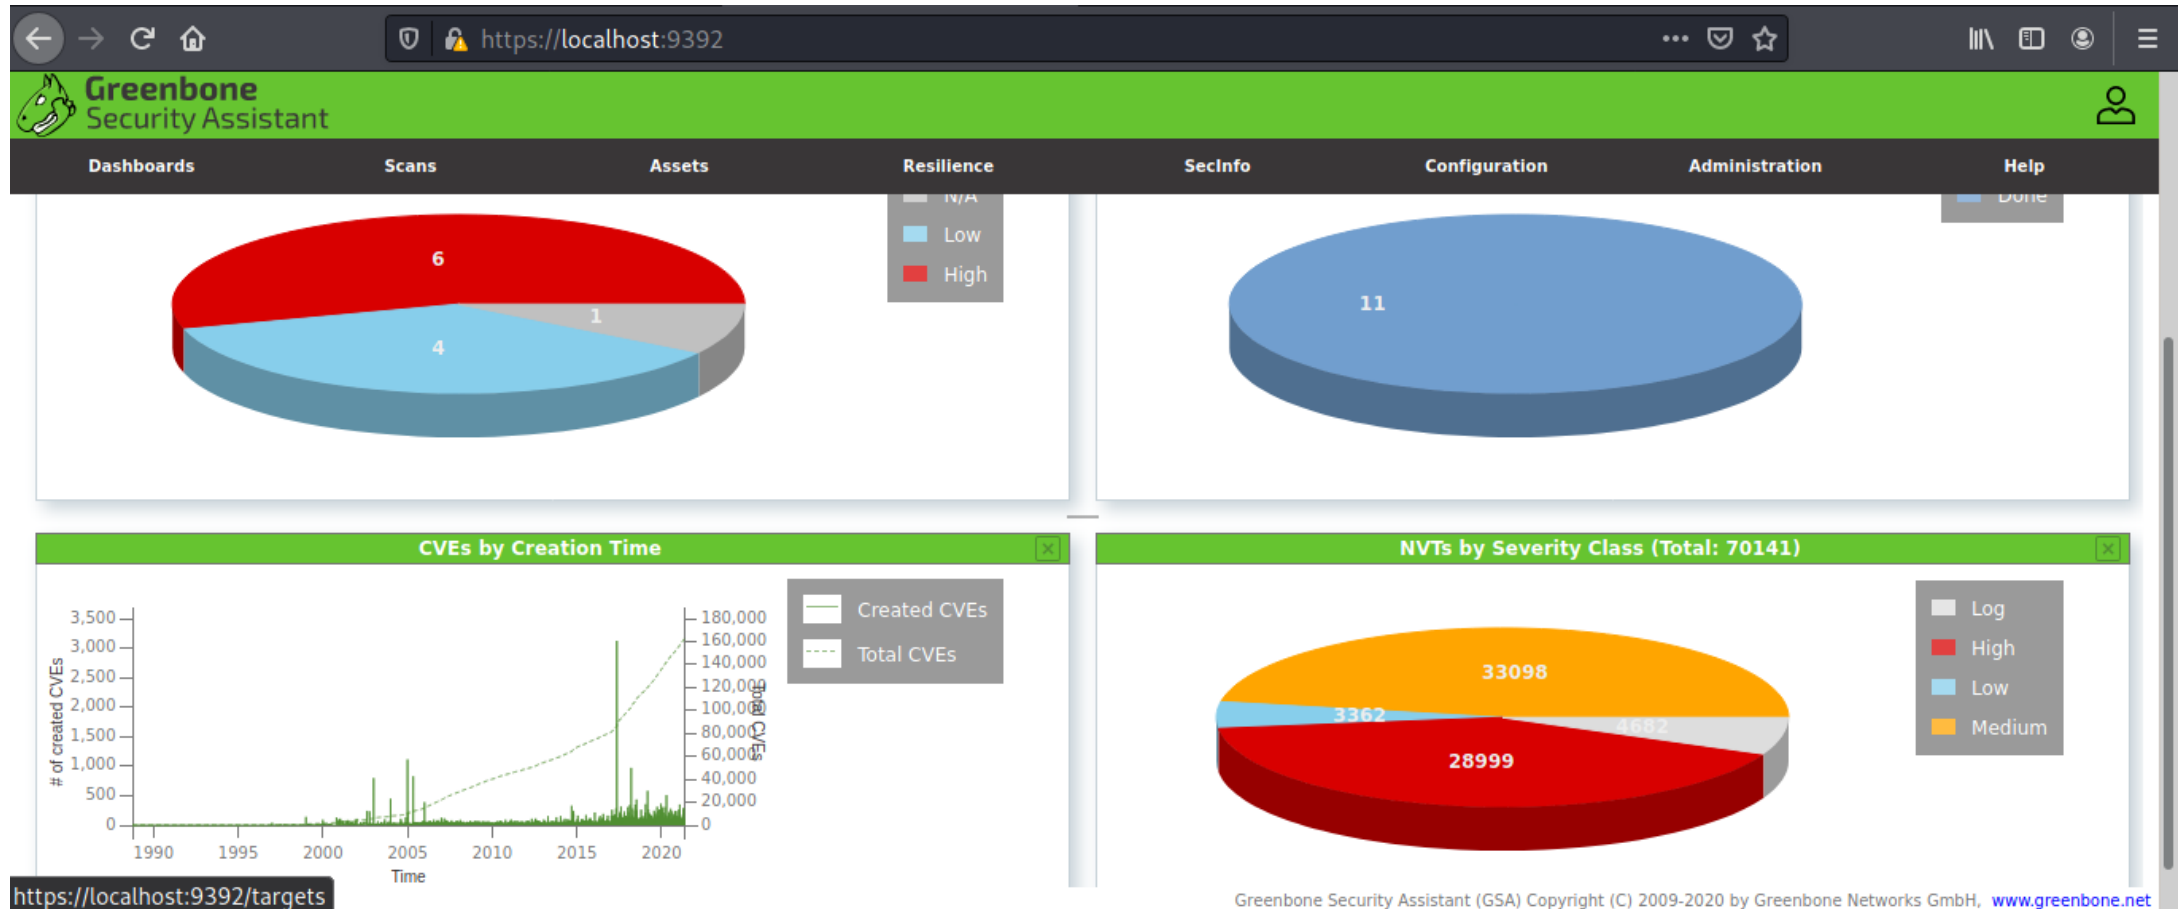 https://localhost:9392
Greenbone
Security Assistant
Dashboards
Scans
Assets
Resilience
SecInfo
Configuration
Administration
Help
N/A
Low
High
6
1
4
Done
11
CVEs by Creation Time
3,500
3,000
2,500
2,000
1,500
1,000
500
0
# of created CVEs
180,000
160,000
140,000
120,000
100,000
80,000
60,000
40,000
20,000
0
Total CVEs
1990
1995
2000
2005
2010
2015
2020
Time
Created CVEs
Total CVEs
NVTs by Severity Class (Total: 70141)
33098
3362
4682
28999
Log
High
Low
Medium
https://localhost:9392/targets
Greenbone Security Assistant (GSA) Copyright (C) 2009-2020 by Greenbone Networks GmbH, www.greenbone.net